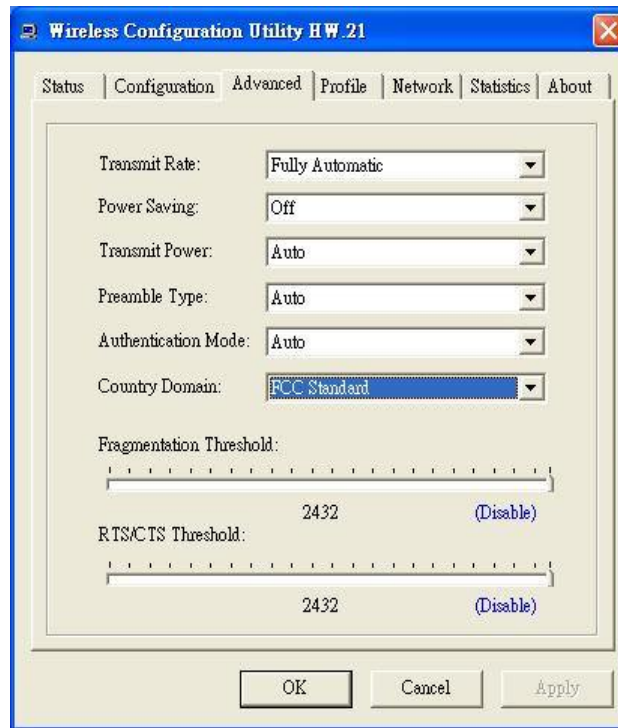 Wireless Configuration Utility HW.21
Status Configuration Advanced Profile Network Statistics About
Transmit Rate: Fully Automatic
Power Saving: Off
Transmit Power: Auto
Preamble Type: Auto
Authentication Mode: Auto
Country Domain: FCC Standard
Fragmentation Threshold:
2432 (Disable)
RTS/CTS Threshold:
2432 (Disable)
OK Cancel Apply